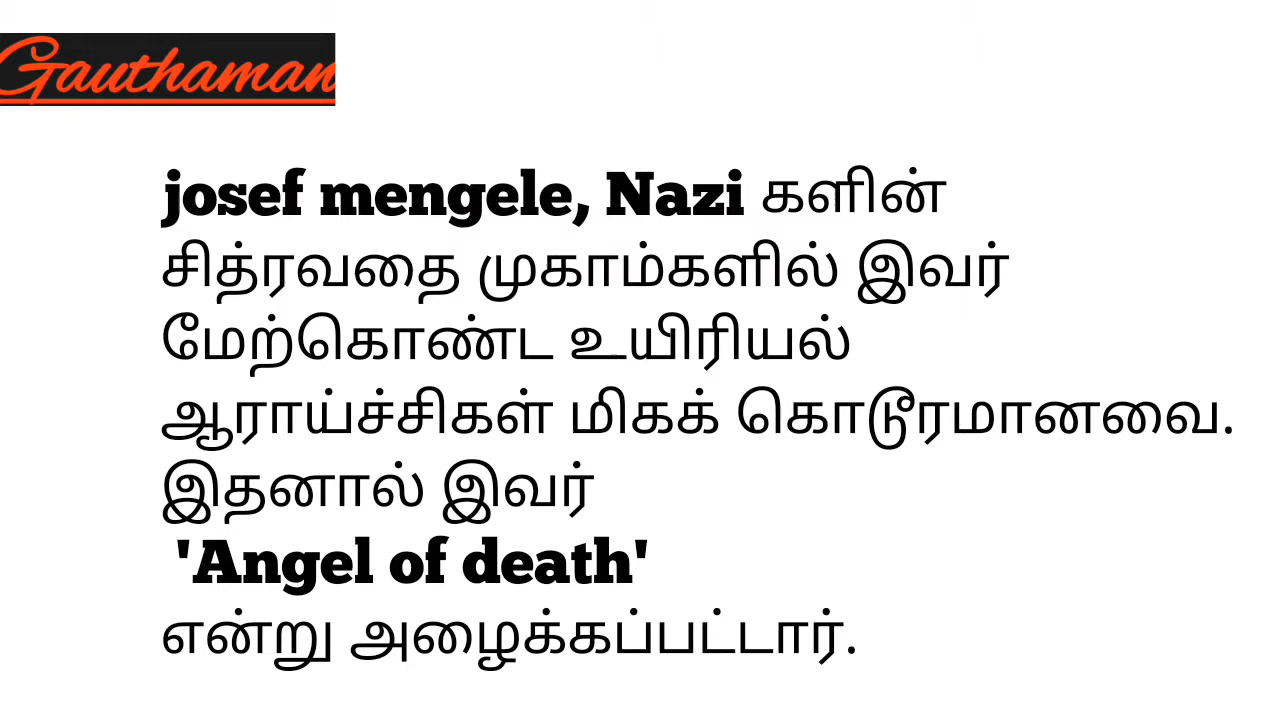 Gauthaman
josef mengele, Nazi களின்
சித்ரவதை முகாம்களில் இவர்
மேற்கொண்ட உயிரியல்
ஆராய்ச்சிகள் மிகக் கொடூரமானவை.
இதனால் இவர்
'Angel of death'
என்று அழைக்கப்பட்டார்.